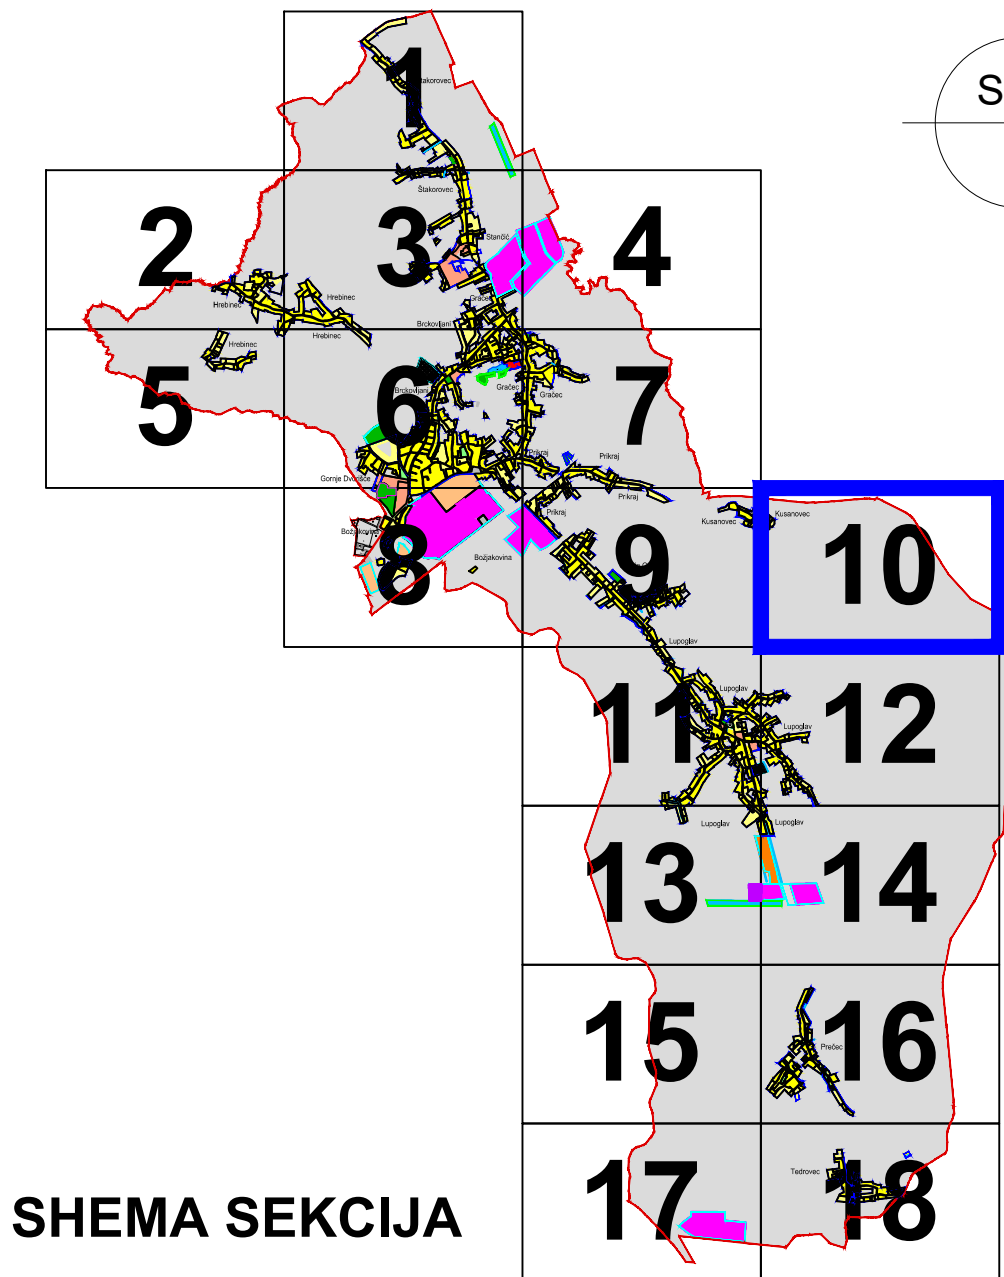 1
S
Štakorovec
2
3
4
Štakorovec
Stančić
Hrebinec
Hrebinec
Gračec
Hrebinec
Brckovljani
Hrebinec
5
6
7
Brckovljani
Gračec
Gračec
Prikraj
Prikraj
Gornje Dvorišće
Prikraj
Prikraj
Kusanovec
Kusanovec
Božjakovina
8
9
10
Božjakovina
Lupoglav
Lupoglav
11
12
Lupoglav
Lupoglav
Lupoglav
13
14
15
16
Prečec
17
18
Tedrovec
SHEMA SEKCIJA